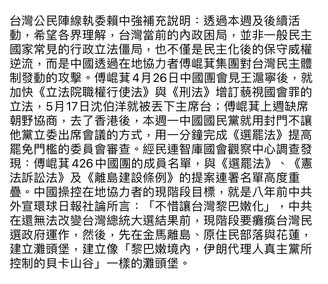 台灣公民陣線執委賴中強補充說明：透過本週及後續活
動，希望各界理解，台灣當前的內政困局，並非一般民主
國家常見的行政立法僵局，也不僅是民主化後的保守威權
逆流，而是中國透過在地協力者傅崐萁集團對台灣民主體
制發動的攻擊。傅崐萁4月26日中國團會見王滬寧後，就
加快《立法院職權行使法》與《刑法》增訂藐視國會罪的
立法，5月17日沈伯洋就被丟下主席台；傅崐萁上週缺席
朝野協商，去了香港後，本週一中國國民黨就用封門不讓
他黨立委出席會議的方式，用一分鐘完成《選罷法》提高
罷免門檻的委員會審查。經民連智庫國會觀察中心調查發
現：傅崐萁426中國團的成員名單，與《選罷法》、《憲
法訴訟法》及《離島建設條例》的提案連署名單高度重
疊。中國操控在地協力者的現階段目標，就是八年前中共
外宣環球日報社論所言：「不惜讓台灣黎巴嫩化」，中共
在還無法改變台灣總統大選結果前，現階段要癱瘓台灣民
選政府運作，然後，先在金馬離島、原住民部落與花蓮，
建立灘頭堡，建立像「黎巴嫩境內，伊朗代理人真主黨所
控制的貝卡山谷」一樣的灘頭堡。